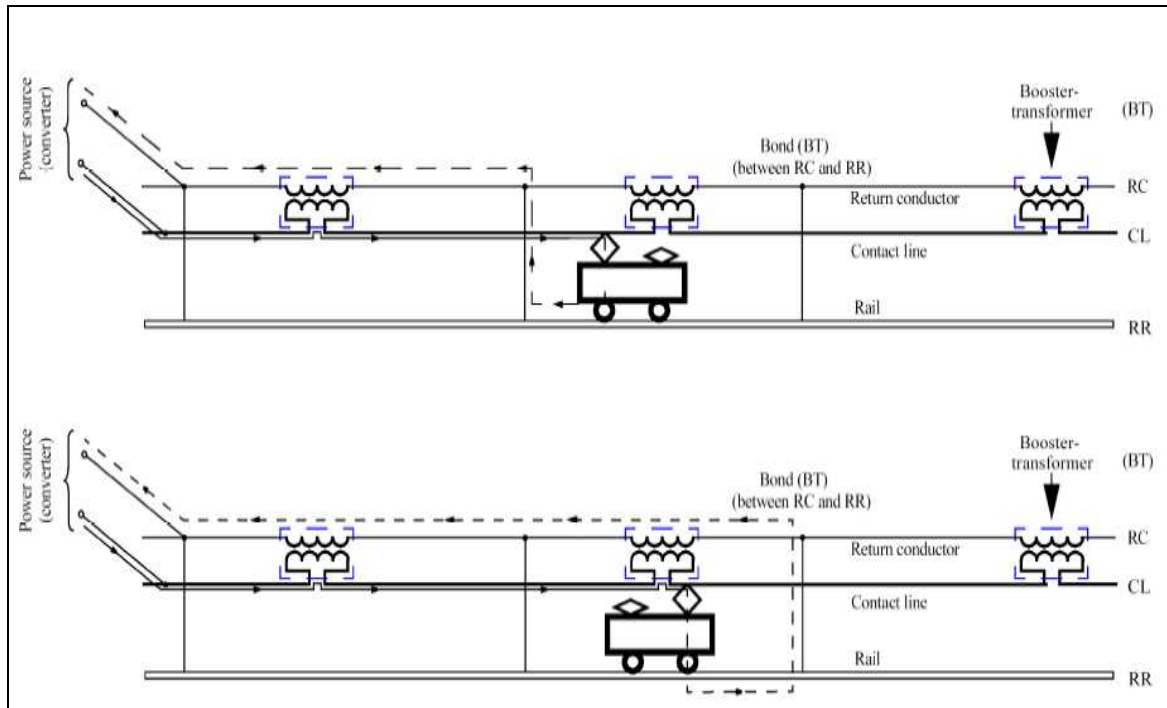 Power source
(converter)
Booster-
transformer
(BT)
Bond (BT)
(between RC and RR)
RC
Return conductor
CL
Contact line
Rail
RR
Power source
(converter)
Booster-
transformer
(BT)
Bond (BT)
(between RC and RR)
RC
Return conductor
CL
Contact line
Rail
RR